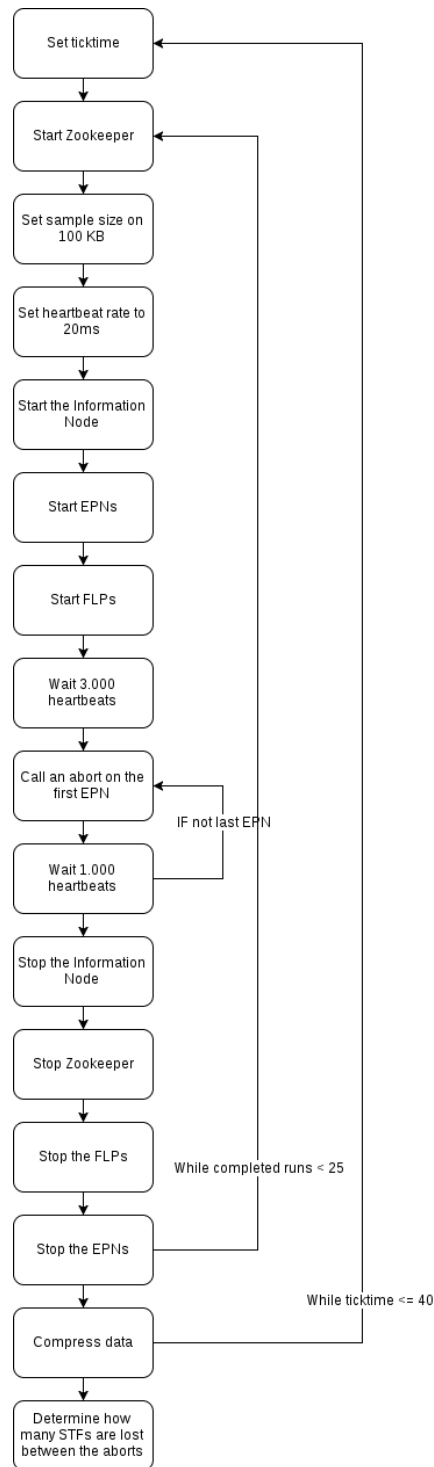 Set ticktime
Start Zookeeper
Set sample size on
100 KB
Set heartbeat rate to
20ms
Start the Information
Node
Start EPNs
Start FLPs
Wait 3.000
heartbeats
Call an abort on the
first EPN
IF not last EPN
Wait 1.000
heartbeats
Stop the Information
Node
Stop Zookeeper
Stop the FLPs
While completed runs < 25
Stop the EPNs
While ticktime <= 40
Compress data
Determine how
many STFs are lost
between the aborts